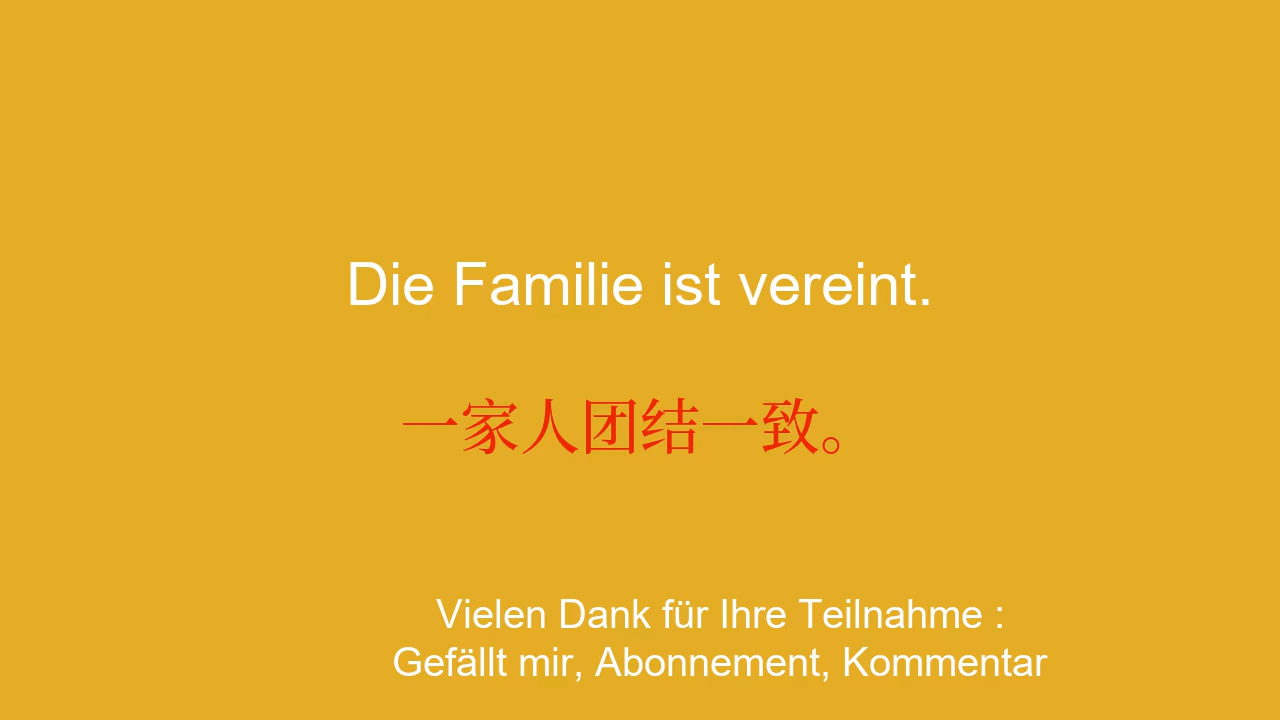 Die Familie ist vereint.
一家人团结一致。
Vielen Dank für Ihre Teilnahme :
Gefällt mir, Abonnement, Kommentar